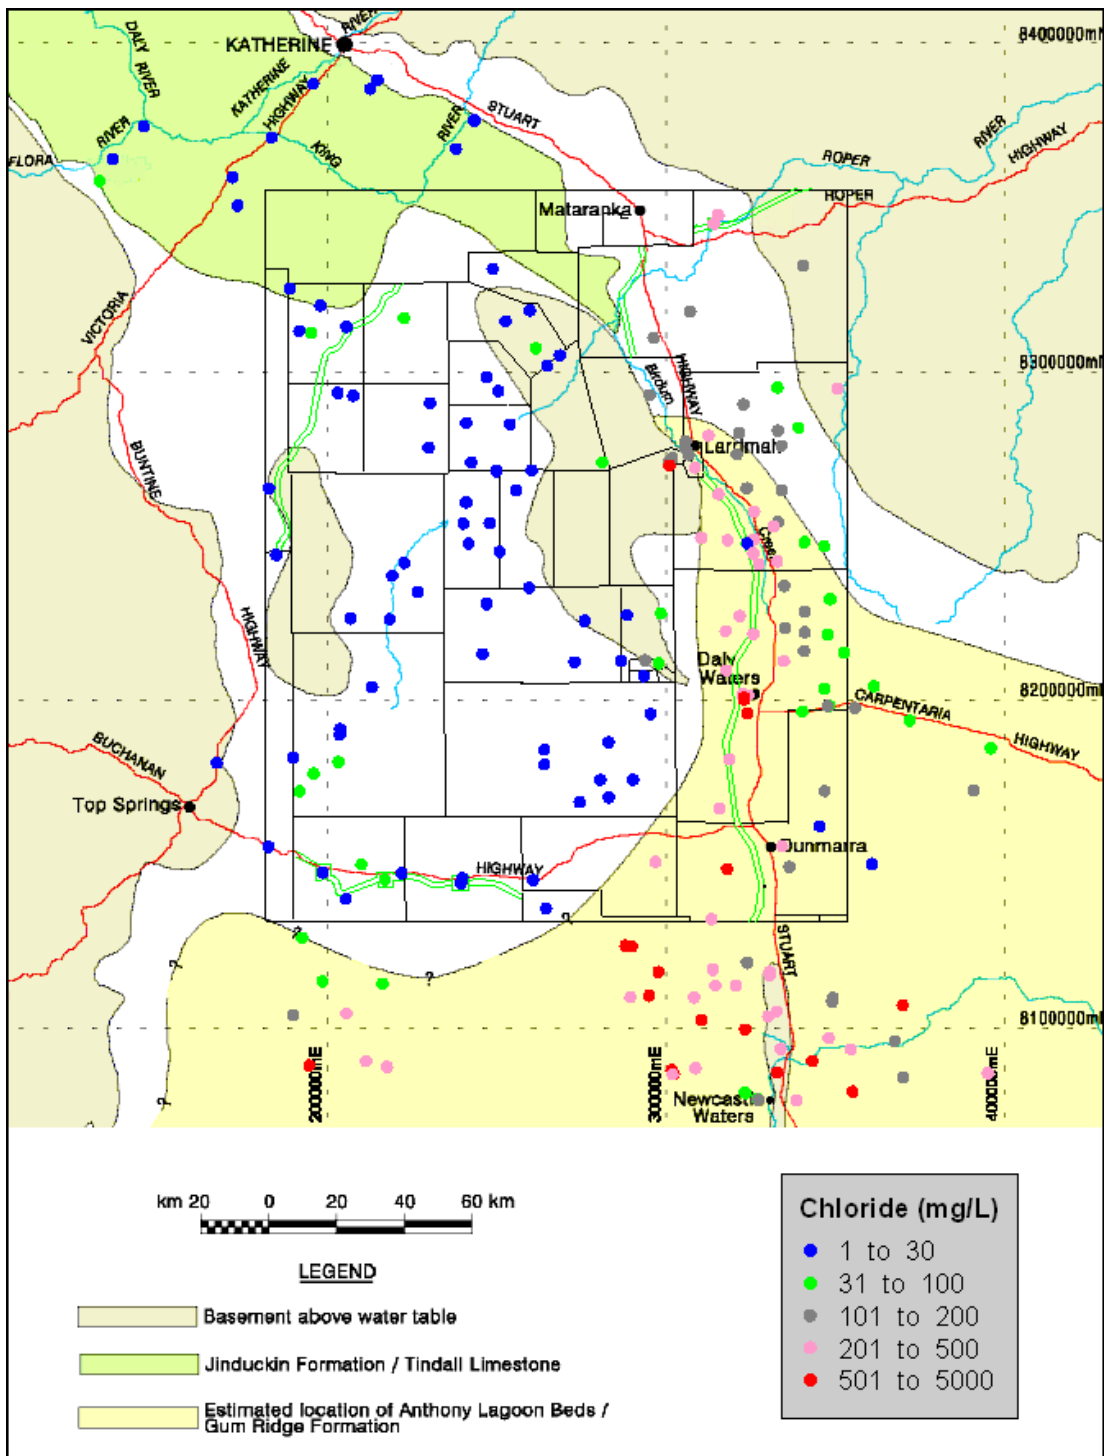 RIVER
8400000mN
KATHERINE
DALY
RIVER
KATHERINE
HIGHWAY
STUART
RIVER
RIVER
KING
FLORA
ROPER
RIVER
HIGHWAY
ROPER
Mataranka
VICTORIA
8300000mN
HIGHWAY
Birdum
Larrimah
BUNTINE
Creek
HIGHWAY
Daly
Waters
8200000mN
CARPENTARIA
HIGHWAY
BUCHANAN
Top Springs
Dunmarra
HIGHWAY
?
?
?
?
STUART
8100000mN
200000mE
300000mE
400000mE
?
Newcastle
Waters
km 20 0 20 40 60 km
LEGEND
Basement above water table
Jinduckin Formation / Tindall Limestone
Estimated location of Anthony Lagoon Beds /
Gum Ridge Formation
Chloride (mg/L)
1 to 30
31 to 100
101 to 200
201 to 500
501 to 5000